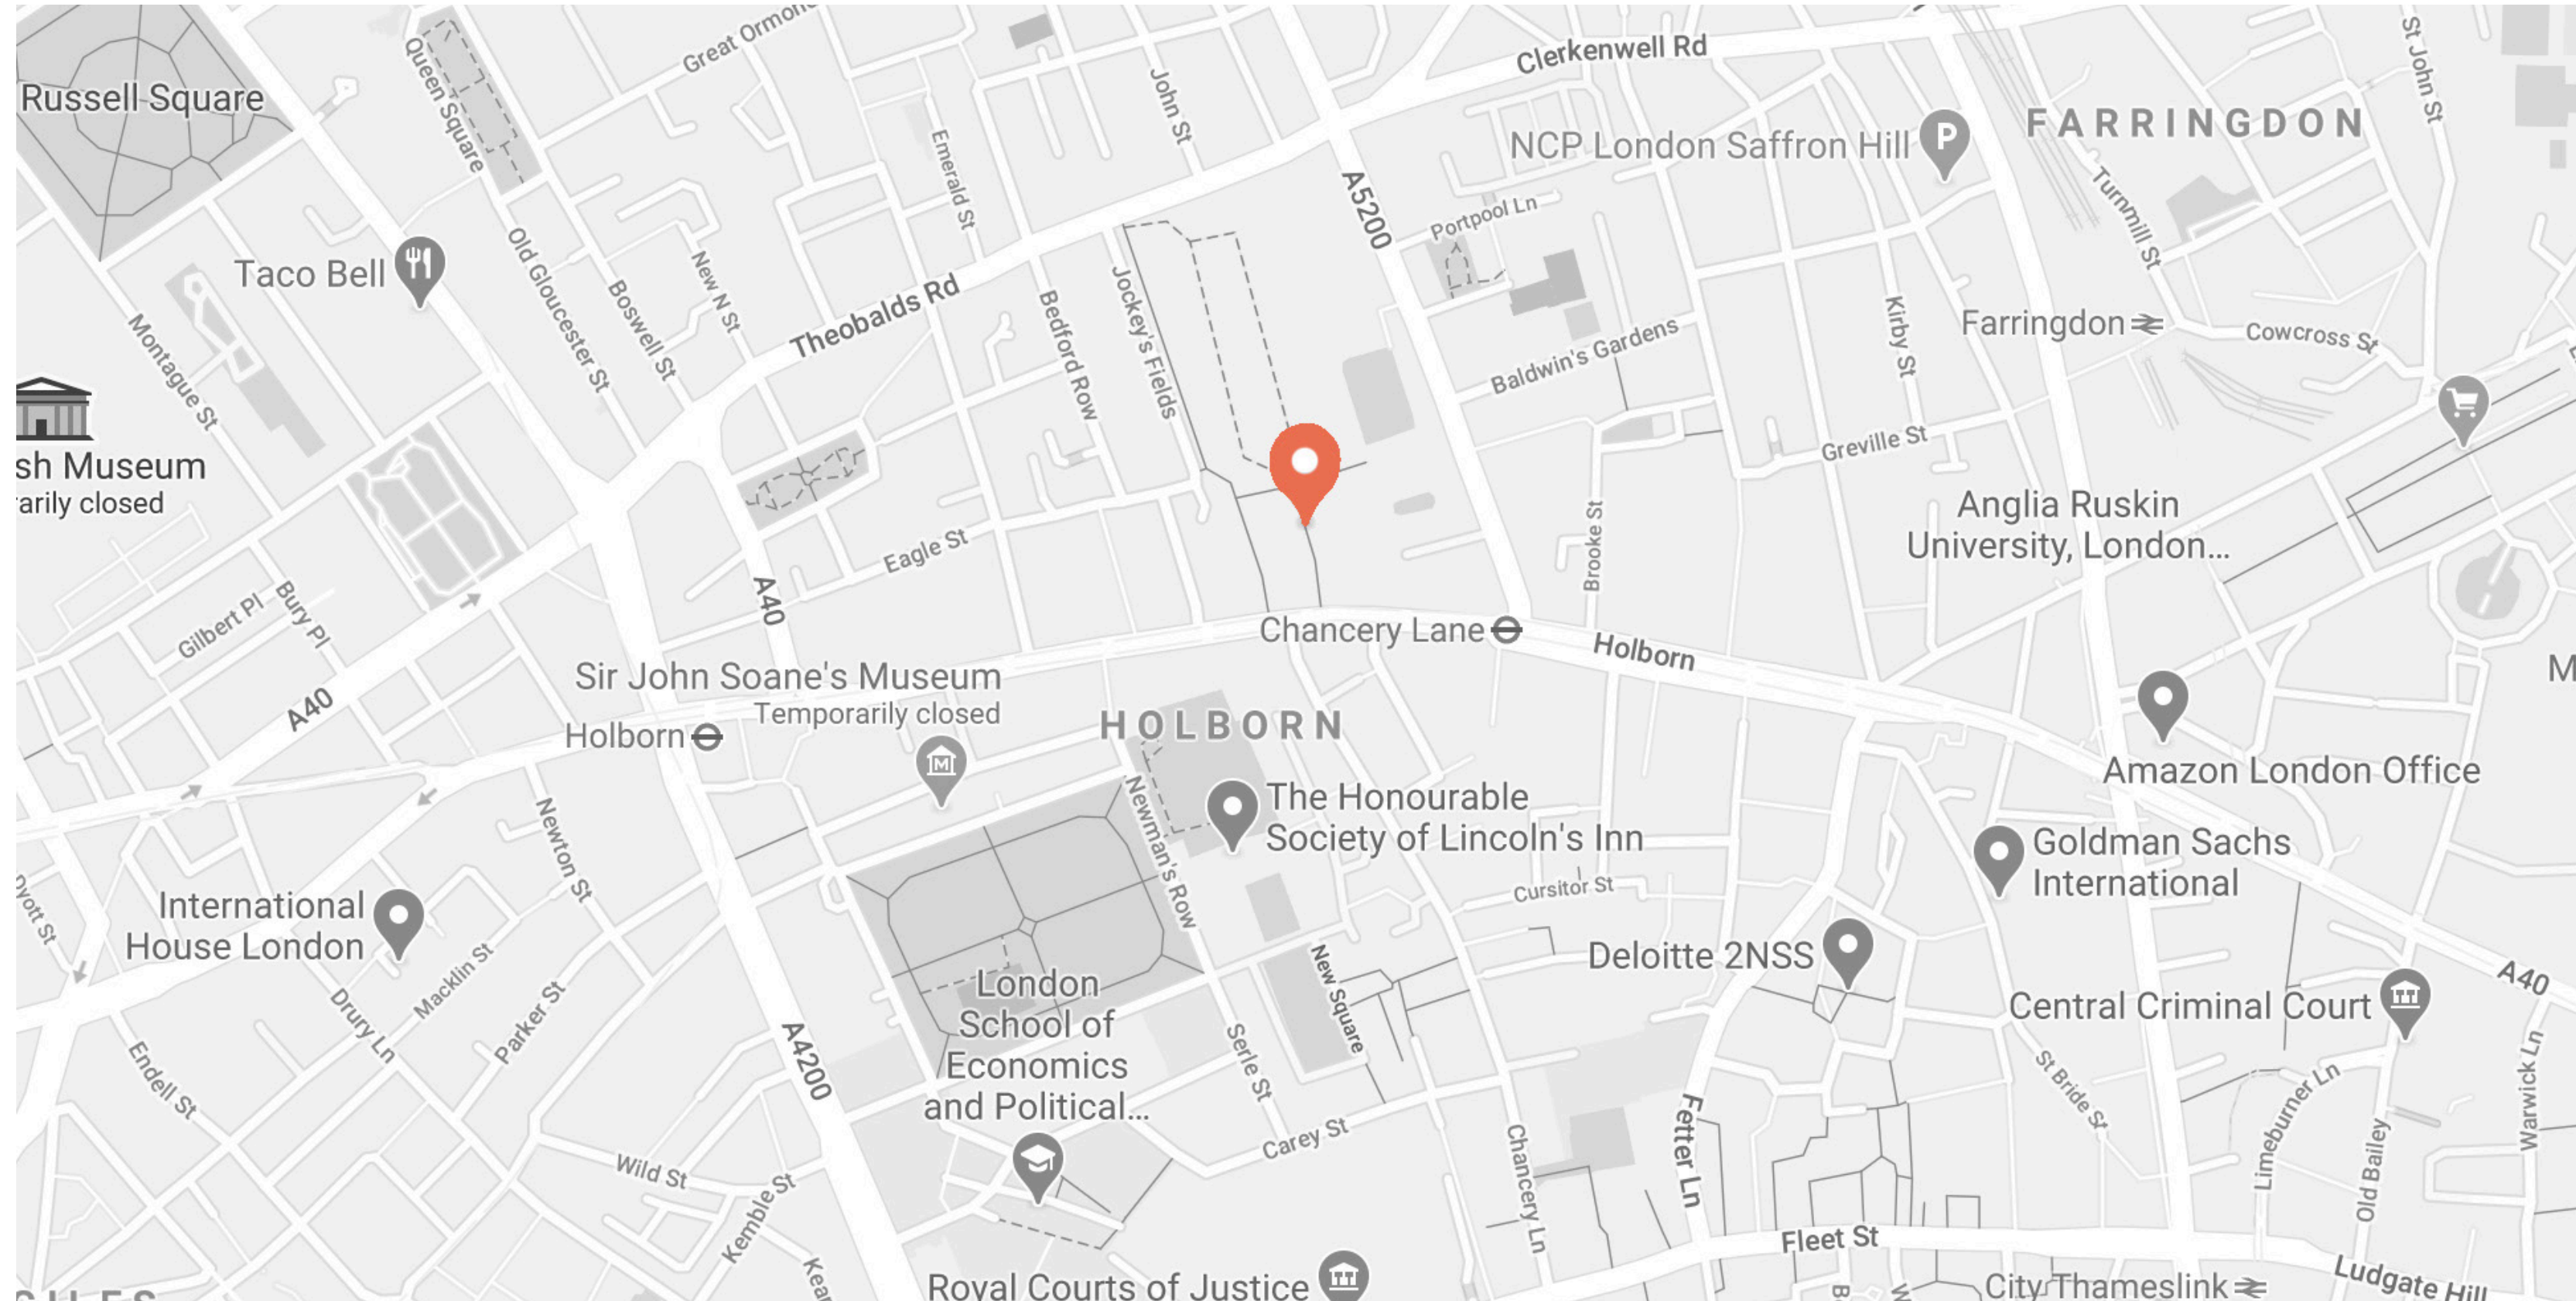 Great Ormon
Clerkenwell Rd
St John St
Queen Square
Russell Square
John St
FARRINGDON
NCP London Saffron Hill
P
Emerald St
A5200
Portpool Ln
Turnmill St
Taco Bell
Old Gloucester St
Boswell St
New N St
Theobalds Rd
Bedford Row
Jockey's Fields
Kirby St
Farringdon
Cowcross St
Montague St
Baldwin's Gardens
sh Museum
arily closed
Greville St
Eagle St
Brooke St
Anglia Ruskin
University, London...
Gilbert Pl
Bury Pl
A40
Chancery Lane
Holborn
Sir John Soane's Museum
Temporarily closed
M
A40
Holborn
HOLBORN
M
Amazon London Office
Newton St
Newman's Row
The Honourable
Society of Lincoln's Inn
Goldman Sachs
International
Cursitor St
Dyott St
International
House London
Macklin St
Parker St
Drury Ln
New Square
Deloitte 2NSS
A40
Central Criminal Court
London
School of
Economics
and Political...
A4200
Serle St
Endell St
St Bride St
Limeburner Ln
Warwick Ln
Fetter Ln
Carey St
Chancery Ln
Old Bailey
Wild St
Kemble St
Fleet St
Kear
Royal Courts of Justice
City Thameslink
Ludgate Hill
B
W